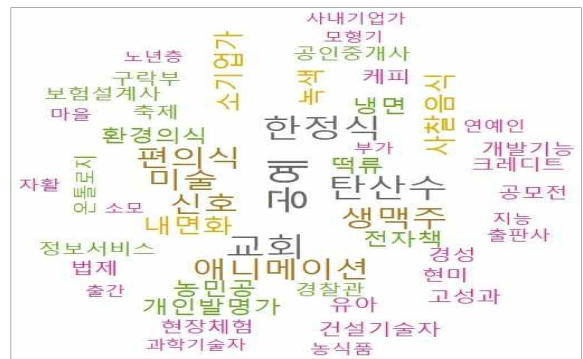 사내기업가
모형기
노년층
소기업가
녹색
공인중개사
구락부
케피
사찰음식
보험설계사
냉면
마을
축제
한정식
연예인
환경의식
부가
개발기능
편의식
동
떡류
크레디트
온톨로지
미술
탄산수
자활
공모전
소모
신호
생맥주
지능
내면화
전자책
출판사
정보서비스
교회
경성
법제
애니메이션
현미
출간
농민공
경찰관
고성과
개인발명가
유아
현장체험
건설기술자
과학기술자
농식품